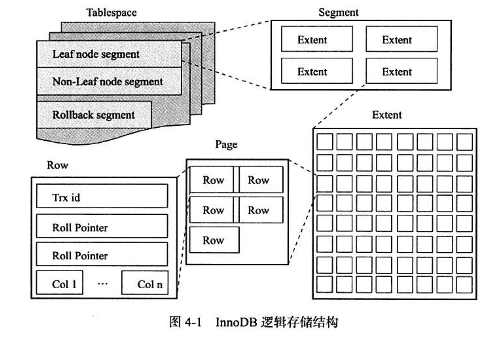 Tablespace
Segment
Leaf node segment
Non-Leaf node segment
Rollback segment
Extent
Extent
Extent
Extent
Extent
Row
Page
Trx id
Roll Pointer
Roll Pointer
Col 1 … Col n
Row Row
Row Row
Row
图 4-1 InnoDB 逻辑存储结构